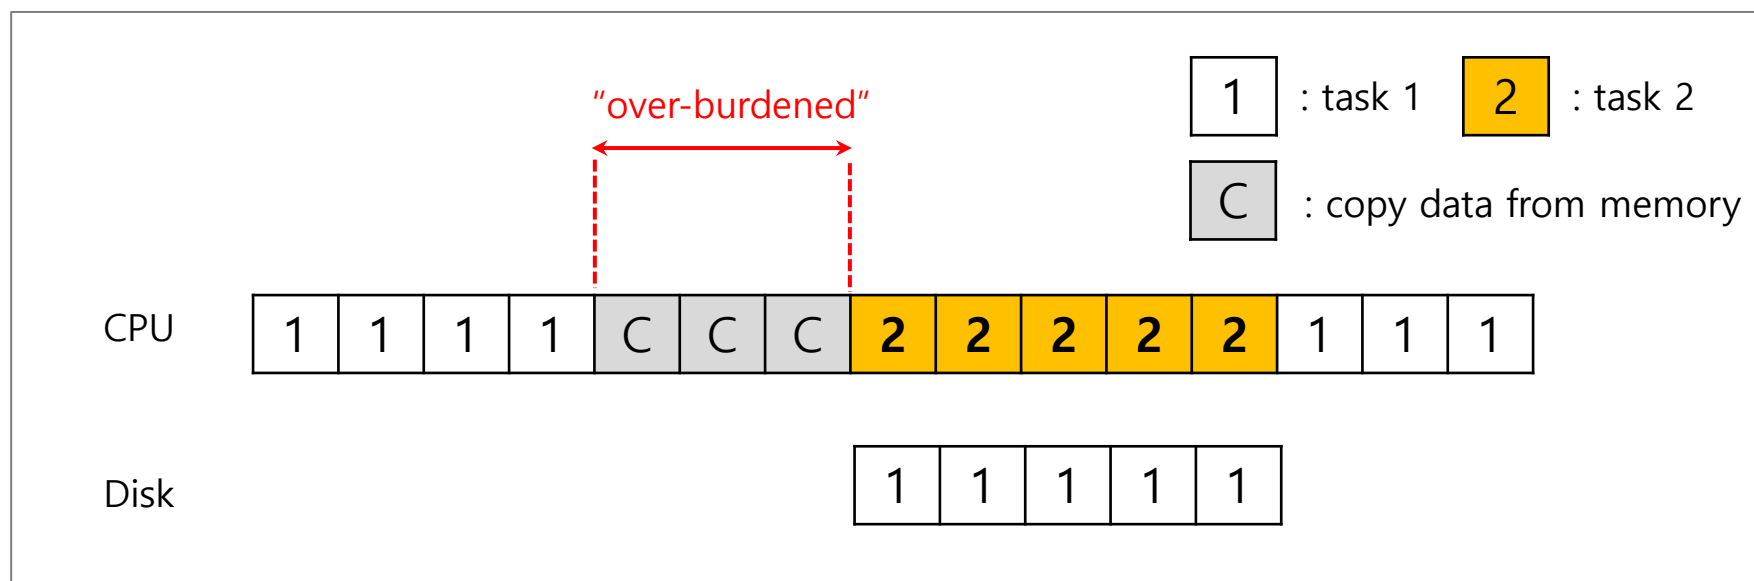 “over-burdened”
1 : task 1 2 : task 2
C : copy data from memory
CPU 1 1 1 1 C C C 2 2 2 2 2 1 1 1
Disk 1 1 1 1 1